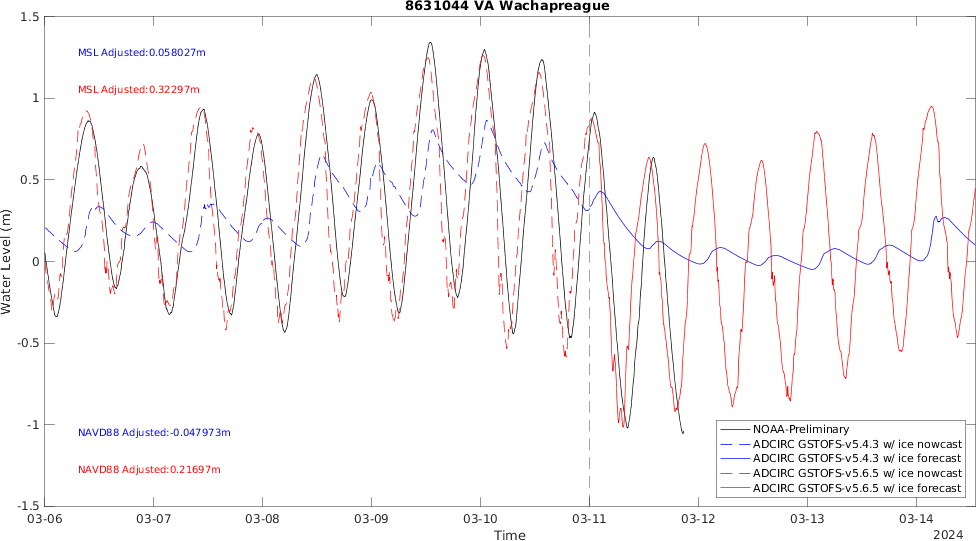 8631044 VA Wachapreague
1.5
1
0.5
0
-0.5
-1
-1.5
Water Level (m)
MSL Adjusted:0.058027m
MSL Adjusted:0.32297m
NAVD88 Adjusted:-0.047973m
NAVD88 Adjusted:0.21697m
NOAA-Preliminary
ADCIRC GSTOFS-v5.4.3 w/ ice nowcast
ADCIRC GSTOFS-v5.4.3 w/ ice forecast
ADCIRC GSTOFS-v5.6.5 w/ ice nowcast
ADCIRC GSTOFS-v5.6.5 w/ ice forecast
03-06 03-07 03-08 03-09 03-10 03-11 03-12 03-13 03-14
Time
2024